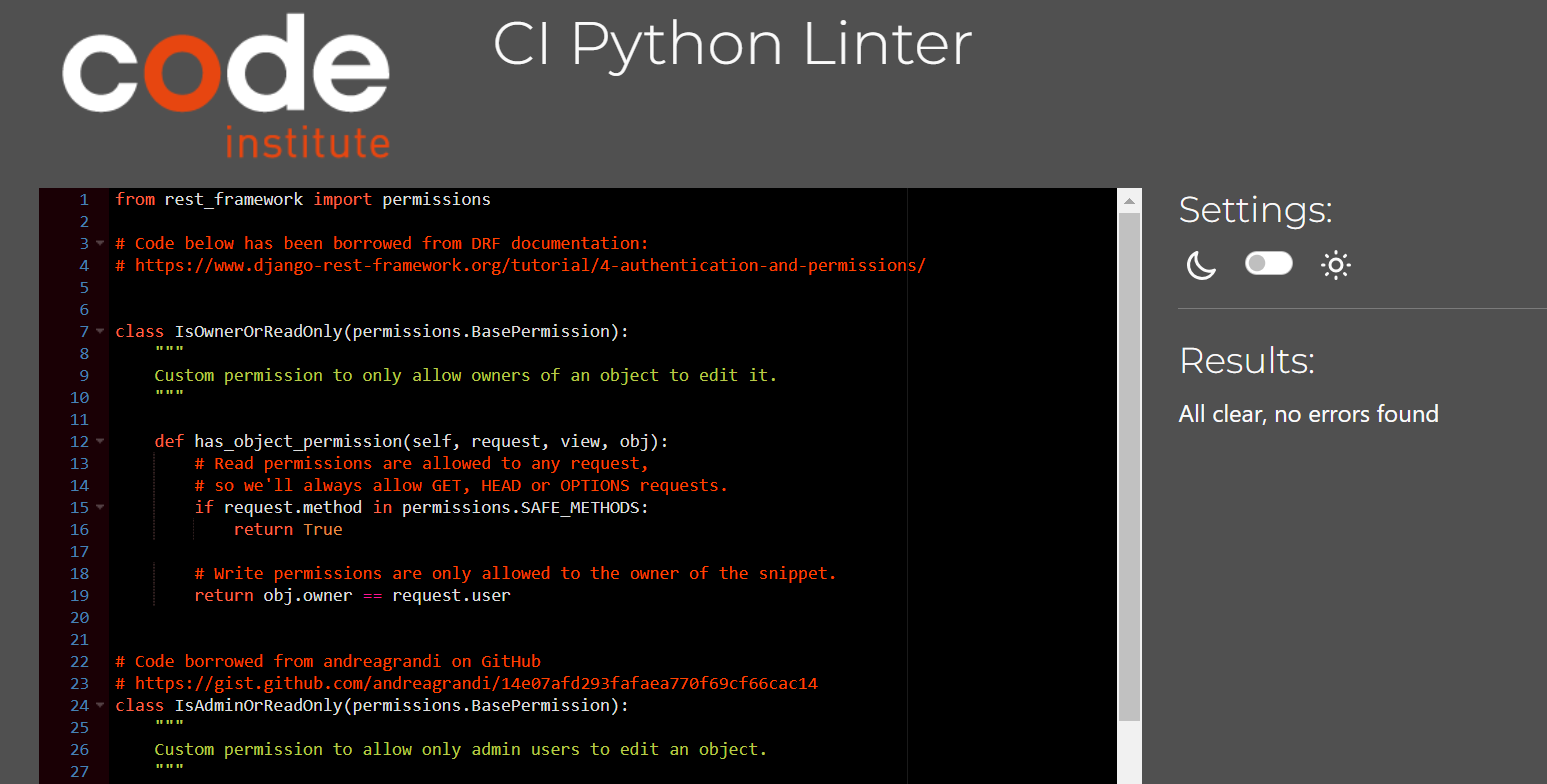 code
institute
CI Python Linter
1 from rest_framework import permissions
2
3 # Code below has been borrowed from DRF documentation:
4 # https://www.django-rest-framework.org/tutorial/4-authentication-and-permissions/
5
6
7 class IsOwnerOrReadOnly(permissions.BasePermission):
8 """
9 Custom permission to only allow owners of an object to edit it.
10 """
11
12 def has_object_permission(self, request, view, obj):
13 # Read permissions are allowed to any request,
14 # so we'll always allow GET, HEAD or OPTIONS requests.
15 if request.method in permissions.SAFE_METHODS:
16 return True
17
18 # Write permissions are only allowed to the owner of the snippet.
19 return obj.owner == request.user
20
21
22 # Code borrowed from andreagrandi on GitHub
23 # https://gist.github.com/andreagrandi/14e07afd293fafaea770f69cf66cac14
24 class IsAdminOrReadOnly(permissions.BasePermission):
25 """
26 Custom permission to allow only admin users to edit an object.
27 """
Settings:
Results:
All clear, no errors found